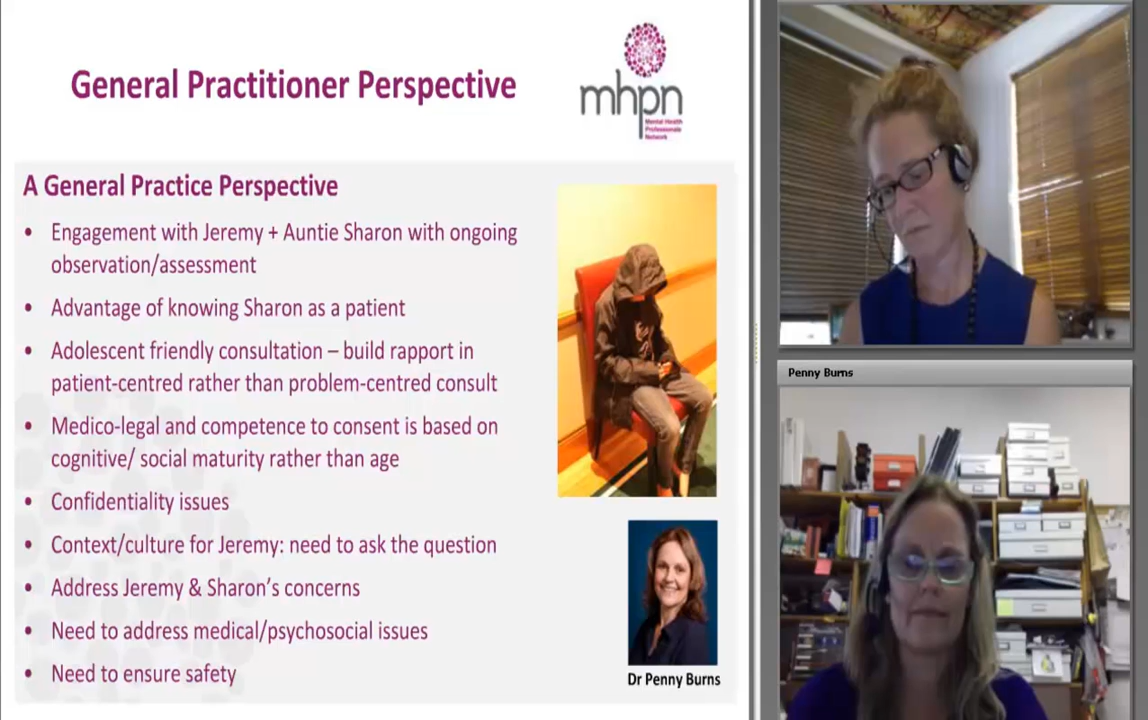 General Practitioner Perspective
mhpn
Mental Health
Professionals
Network
A General Practice Perspective
• Engagement with Jeremy + Auntie Sharon with ongoing
observation/assessment
• Advantage of knowing Sharon as a patient
• Adolescent friendly consultation – build rapport in
patient-centred rather than problem-centred consult
• Medico-legal and competence to consent is based on
cognitive/ social maturity rather than age
• Confidentiality issues
• Context/culture for Jeremy: need to ask the question
• Address Jeremy & Sharon's concerns
• Need to address medical/psychosocial issues
• Need to ensure safety
Dr Penny Burns
Penny Burns